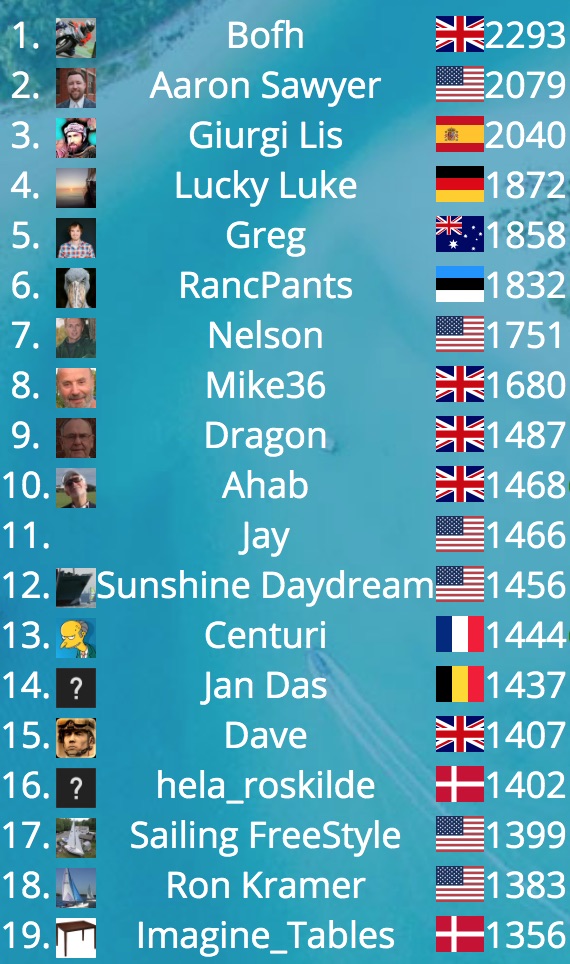 1. Bofh 2293
2. Aaron Sawyer 2079
3. Giurgi Lis 2040
4. Lucky Luke 1872
5. Greg 1858
6. RancPants 1832
7. Nelson 1751
8. Mike36 1680
9. Dragon 1487
10. Ahab 1468
11. Jay 1466
12. Sunshine Daydream 1456
13. Centuri 1444
14. ? Jan Das 1437
15. Dave 1407
16. ? hela_roskilde 1402
17. Sailing FreeStyle 1399
18. Ron Kramer 1383
19. Imagine_Tables 1356